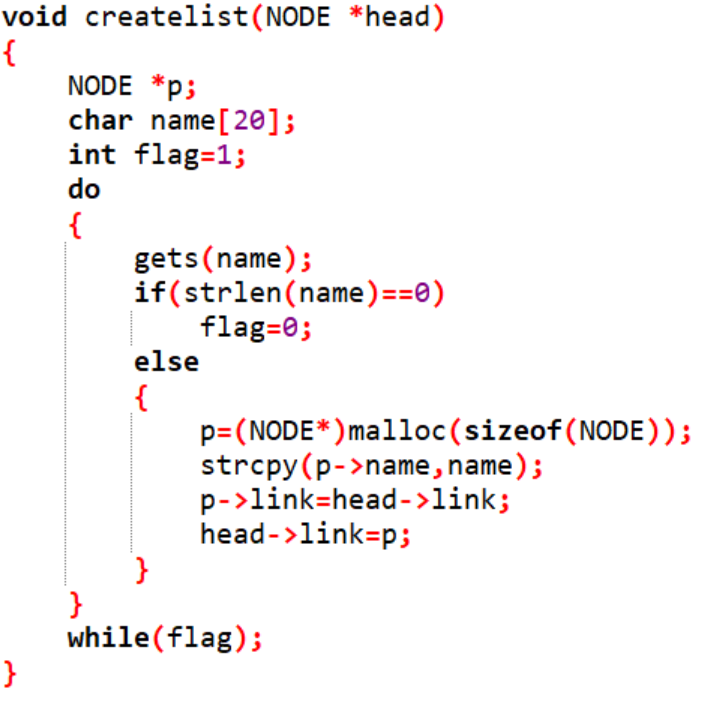 void createlist(NODE *head)
{
    NODE *p;
    char name[20];
    int flag=1;
    do
    {
        gets(name);
        if(strlen(name)==0)
            flag=0;
        else
        {
            p=(NODE*)malloc(sizeof(NODE));
            strcpy(p->name,name);
            p->link=head->link;
            head->link=p;
        }
    }
    while(flag);
}